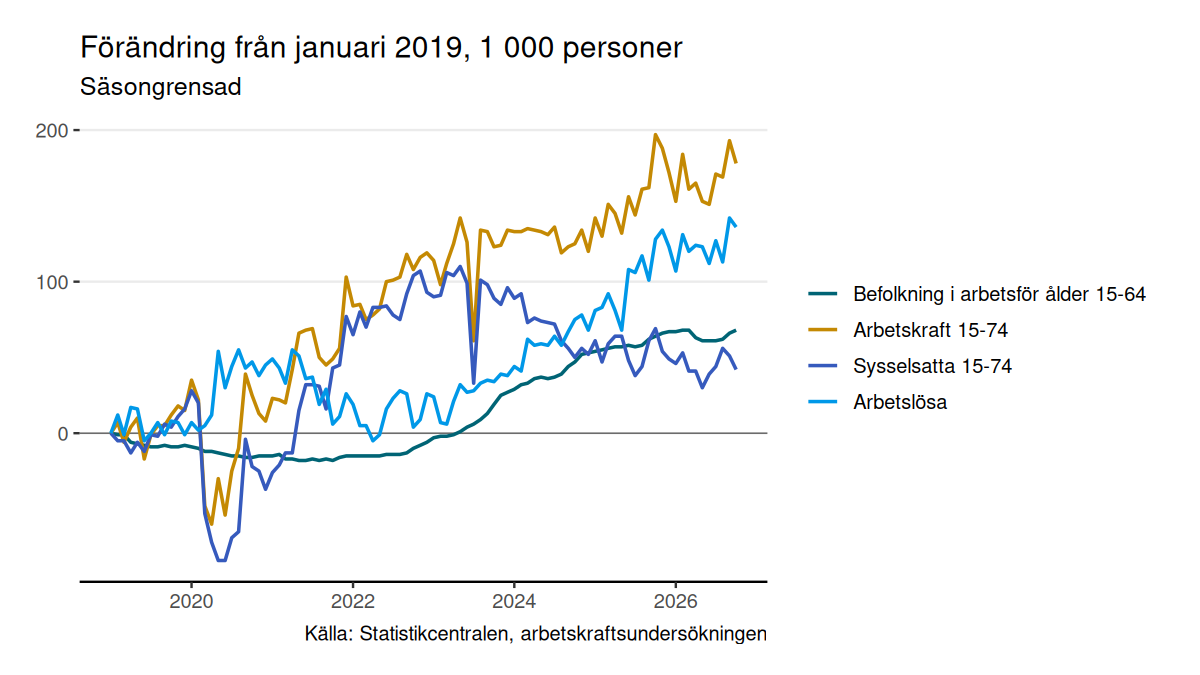 Förändring från januari 2019, 1 000 personer
Säsongrensad
200
100
0
2020 2022 2024 2026
Befolkning i arbetsför ålder 15-64
Arbetskraft 15-74
Sysselsatta 15-74
Arbetslösa
Källa: Statistikcentralen, arbetskraftsundersökningen